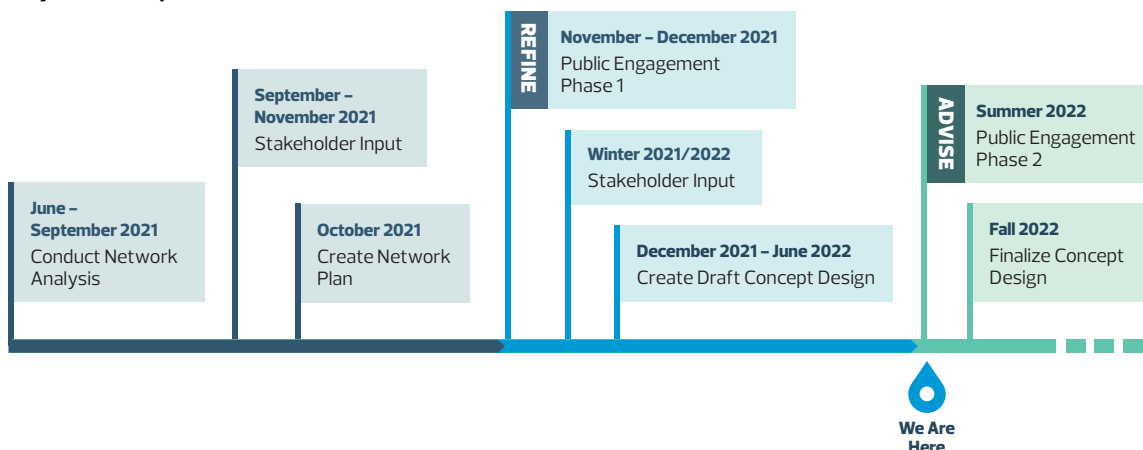 June –
September 2021
Conduct Network
Analysis
September –
November 2021
Stakeholder Input
October 2021
Create Network
Plan
REFINE
November – December 2021
Public Engagement
Phase 1
Winter 2021/2022
Stakeholder Input
December 2021 – June 2022
Create Draft Concept Design
ADVISE
Summer 2022
Public Engagement
Phase 2
Fall 2022
Finalize Concept
Design
We Are
Here